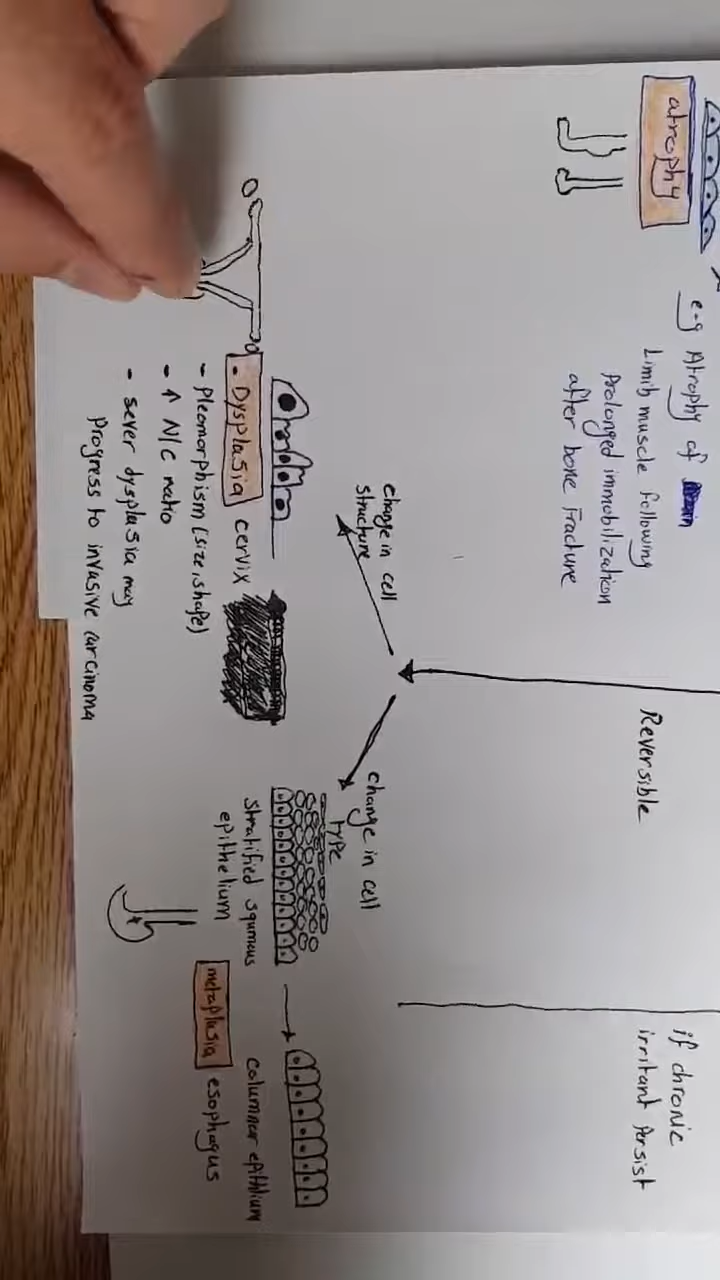 atrophy
e.g Atrophy of
Limb muscle following
Prolonged immobilization
after bone fracture
Reversible
if chronic
irritant Persist
change in cell
structure
change in cell
type
• Dysplasia cervix
- Pleomorphism (size, shape)
- ↑ N/C ratio
- sever dysplasia may
Progress to invasive carcinoma
Stratified squmous
epithelium
columnar epithlium
metaplasia esophagus